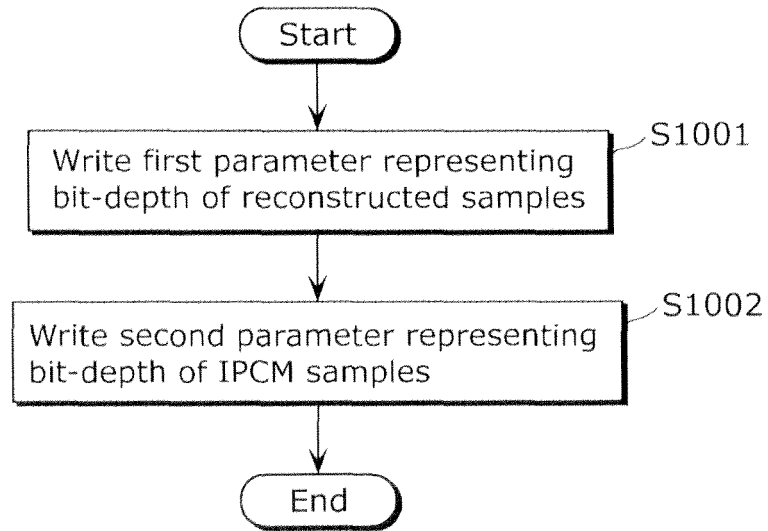 Start
S1001
Write first parameter representing
bit-depth of reconstructed samples
S1002
Write second parameter representing
bit-depth of IPCM samples
End